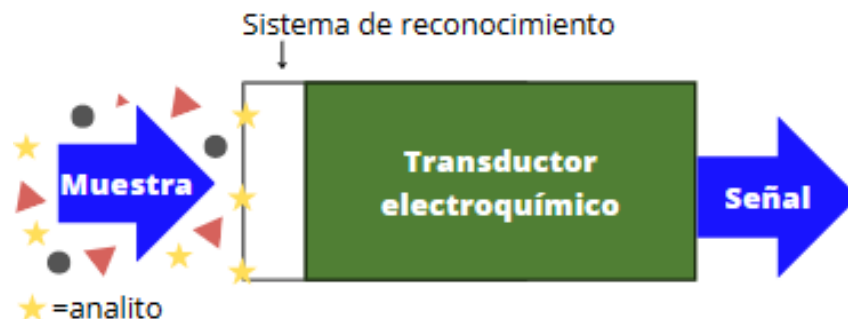 Sistema de reconocimiento
Muestra
Transductor
electroquímico
Señal
=analito